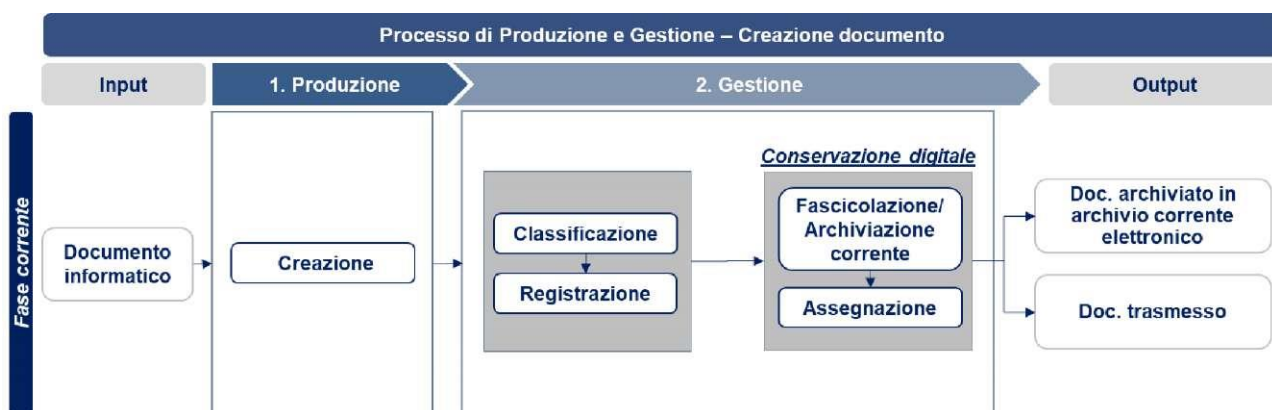 Processo di Produzione e Gestione – Creazione documento
Input
1. Produzione
2. Gestione
Output
Fase corrente
Documento
informatico
Creazione
Classificazione
Registrazione
Conservazione digitale
Fascicolazione/
Archiviazione
corrente
Assegnazione
Doc. archiviato in
archivio corrente
elettronico
Doc. trasmesso